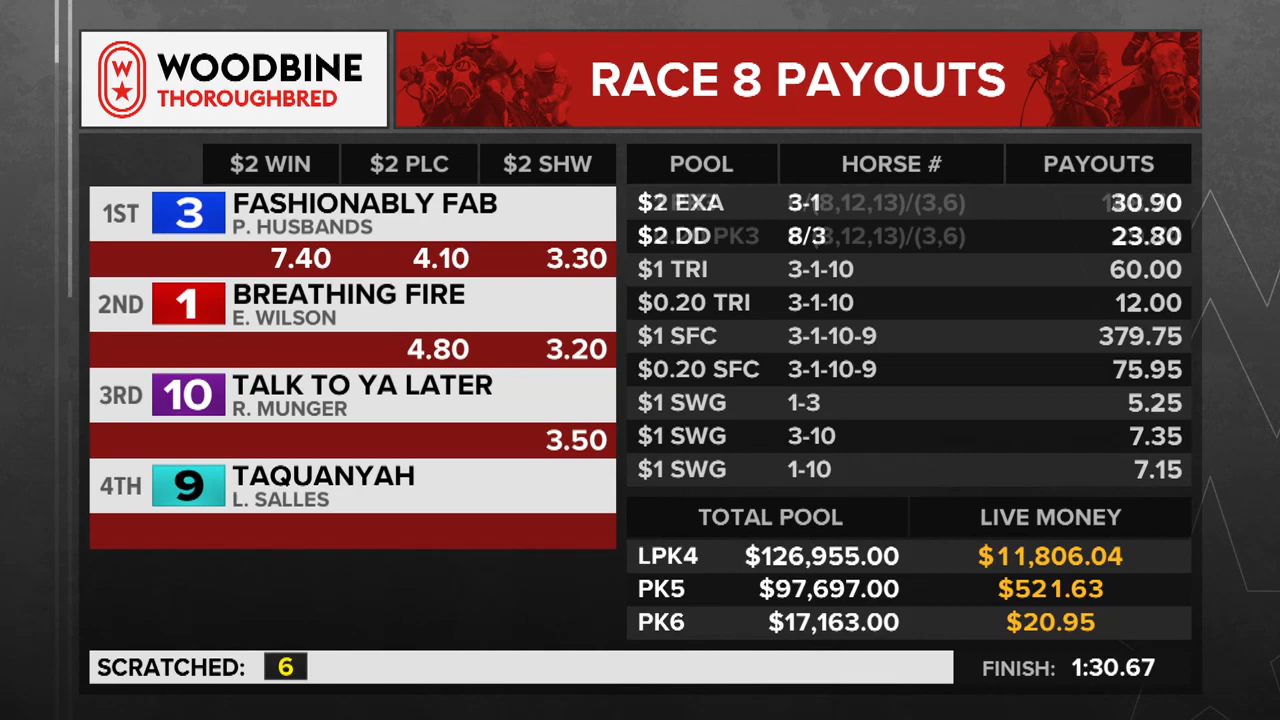 W
WOODBINE
THOROUGHBRED
RACE 8 PAYOUTS
$2 WIN $2 PLC $2 SHW
1ST 3 FASHIONABLY FAB
P. HUSBANDS
7.40 4.10 3.30
2ND 1 BREATHING FIRE
E. WILSON
4.80 3.20
3RD 10 TALK TO YA LATER
R. MUNGER
3.50
4TH 9 TAQUANYAH
L. SALLES
POOL HORSE # PAYOUTS
$2 EXA 3-1 30.90
$2 DD 8/3 23.80
$1 TRI 3-1-10 60.00
$0.20 TRI 3-1-10 12.00
$1 SFC 3-1-10-9 379.75
$0.20 SFC 3-1-10-9 75.95
$1 SWG 1-3 5.25
$1 SWG 3-10 7.35
$1 SWG 1-10 7.15
TOTAL POOL LIVE MONEY
LPK4 $126,955.00 $11,806.04
PK5 $97,697.00 $521.63
PK6 $17,163.00 $20.95
SCRATCHED: 6
FINISH: 1:30.67